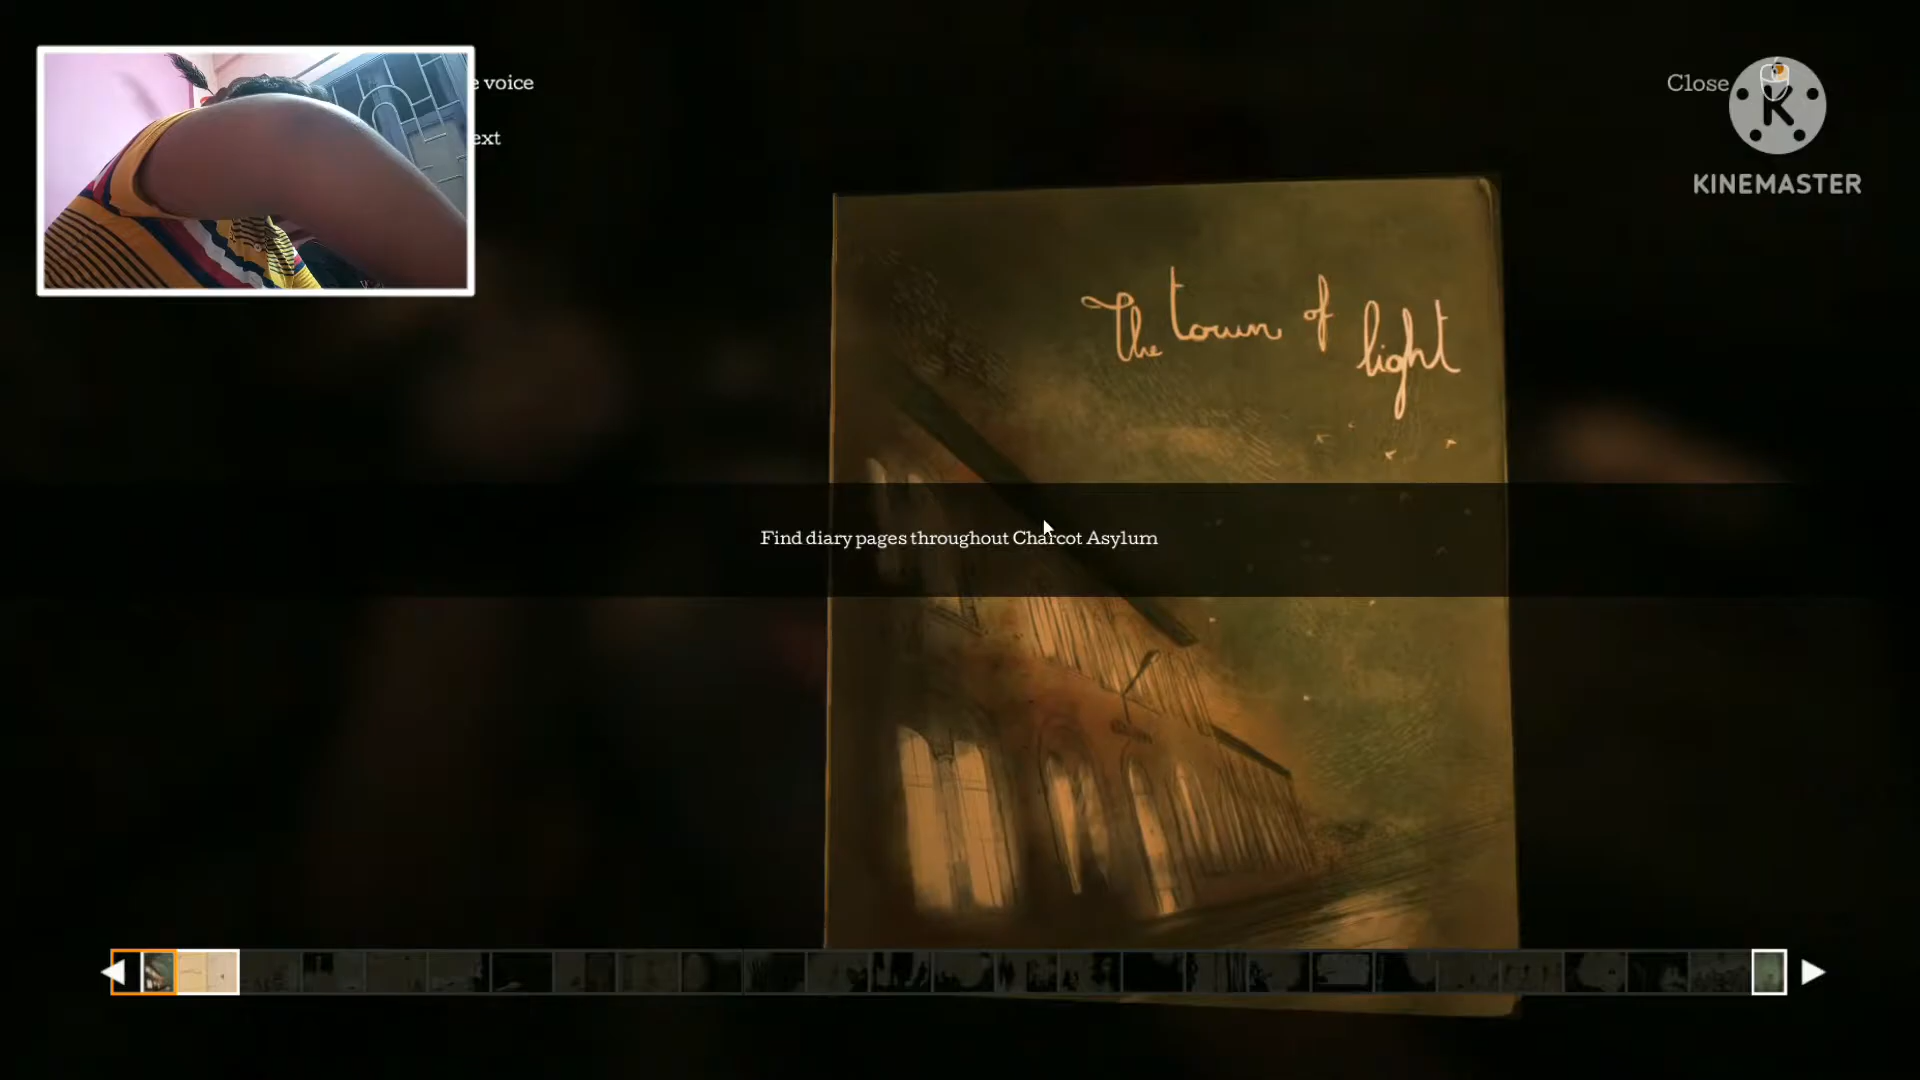 e voice
ext
Close
KINEMASTER
The town of light
Find diary pages throughout Charcot Asylum